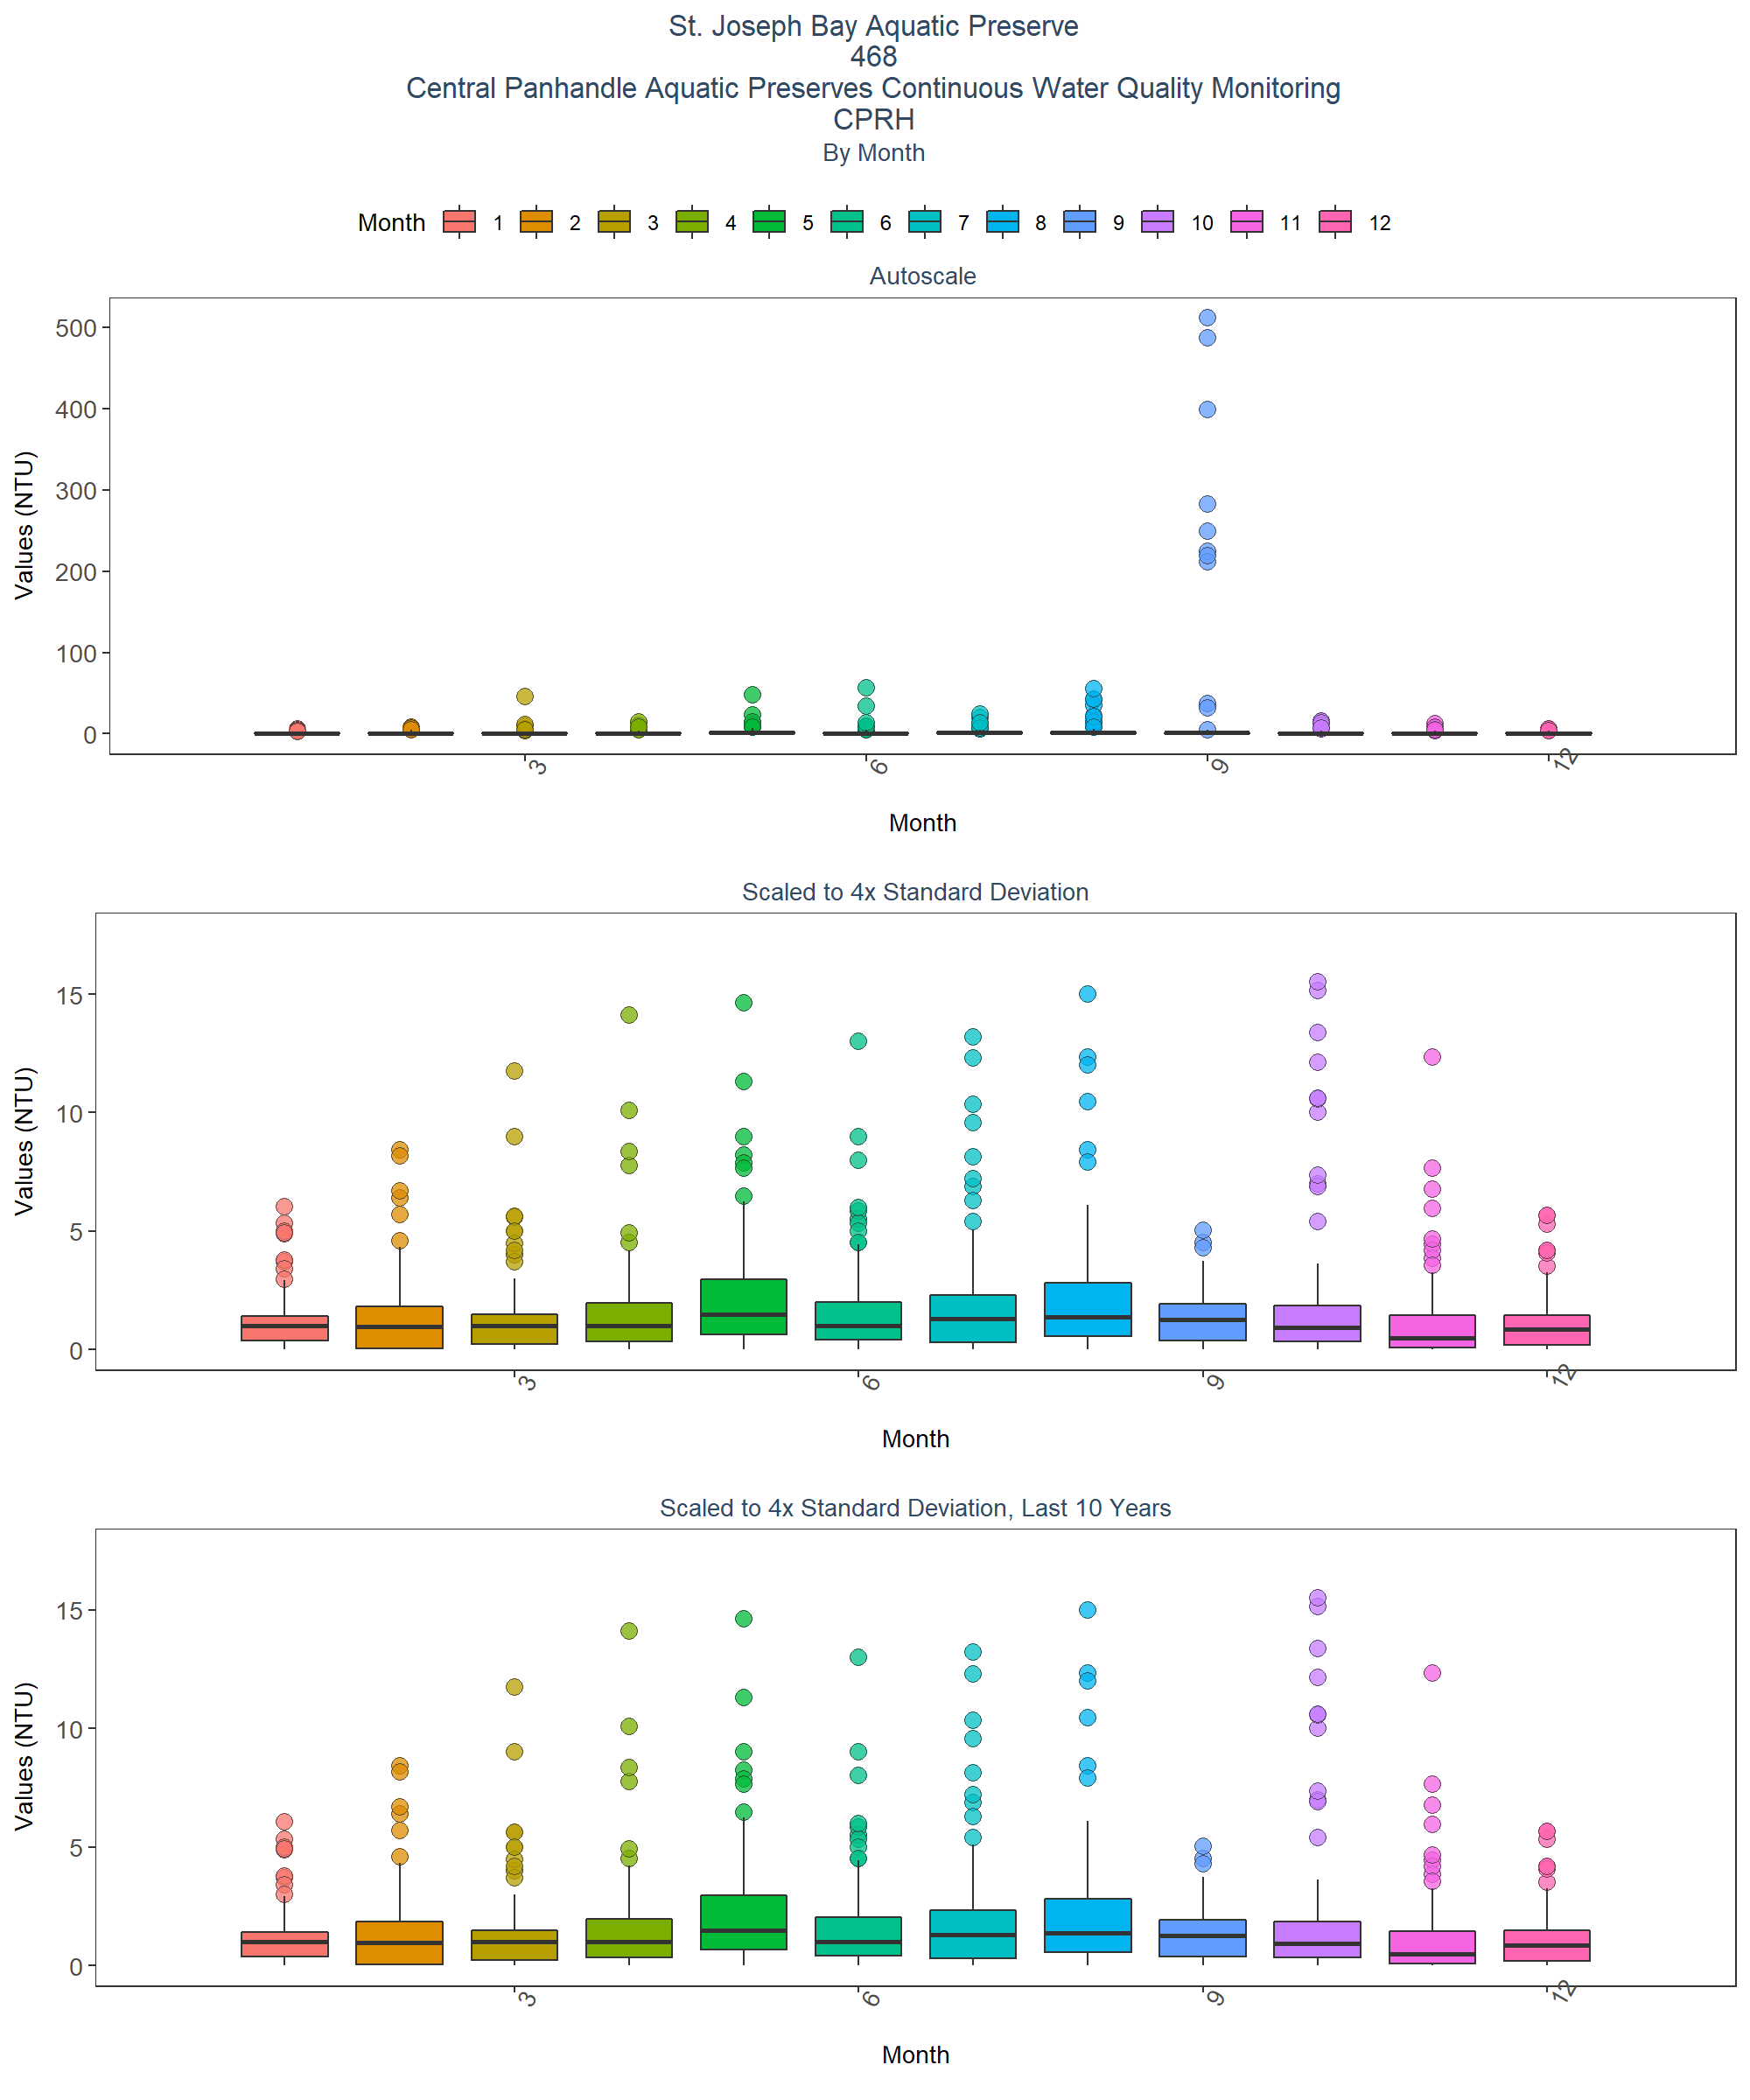 St. Joseph Bay Aquatic Preserve
468
Central Panhandle Aquatic Preserves Continuous Water Quality Monitoring
CPRH
By Month
Month 1 2 3 4 5 6 7 8 9 10 11 12
Autoscale
Values (NTU)
500
400
300
200
100
0
3 6 9 12
Month
Scaled to 4x Standard Deviation
Values (NTU)
15
10
5
0
3 6 9 12
Month
Scaled to 4x Standard Deviation, Last 10 Years
Values (NTU)
15
10
5
0
3 6 9 12
Month